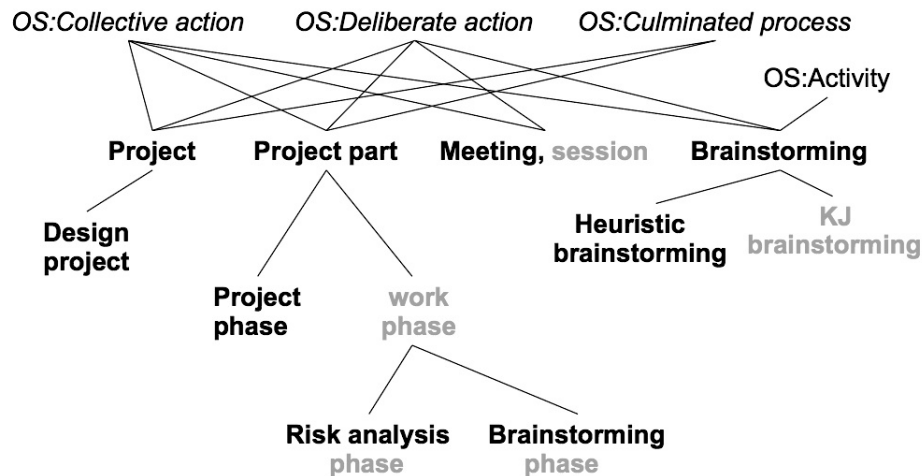 OS:Collective action OS:Deliberate action OS:Culminated process
OS:Activity
Project Project part Meeting, session Brainstorming
Design
project
Heuristic
brainstorming
KJ
brainstorming
Project
phase
work
phase
Risk analysis
phase
Brainstorming
phase